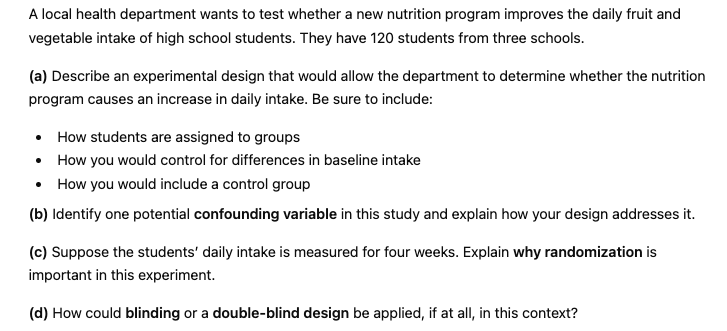 A local health department wants to test whether a new nutrition program improves the daily fruit and
vegetable intake of high school students. They have 120 students from three schools.
(a) Describe an experimental design that would allow the department to determine whether the nutrition
program causes an increase in daily intake. Be sure to include:
• How students are assigned to groups
• How you would control for differences in baseline intake
• How you would include a control group
(b) Identify one potential confounding variable in this study and explain how your design addresses it.
(c) Suppose the students' daily intake is measured for four weeks. Explain why randomization is
important in this experiment.
(d) How could blinding or a double-blind design be applied, if at all, in this context?